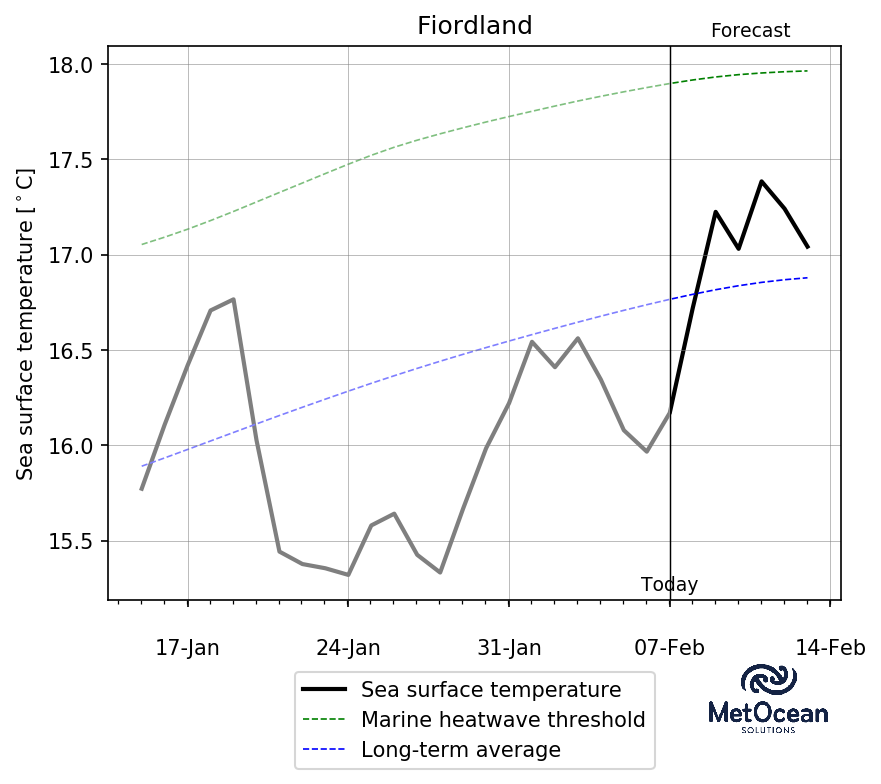 Fiordland
Forecast
Sea surface temperature [°C]
18.0
17.5
17.0
16.5
16.0
15.5
Today
17-Jan
24-Jan
31-Jan
07-Feb
14-Feb
Sea surface temperature
Marine heatwave threshold
Long-term average
MetOcean
SOLUTIONS